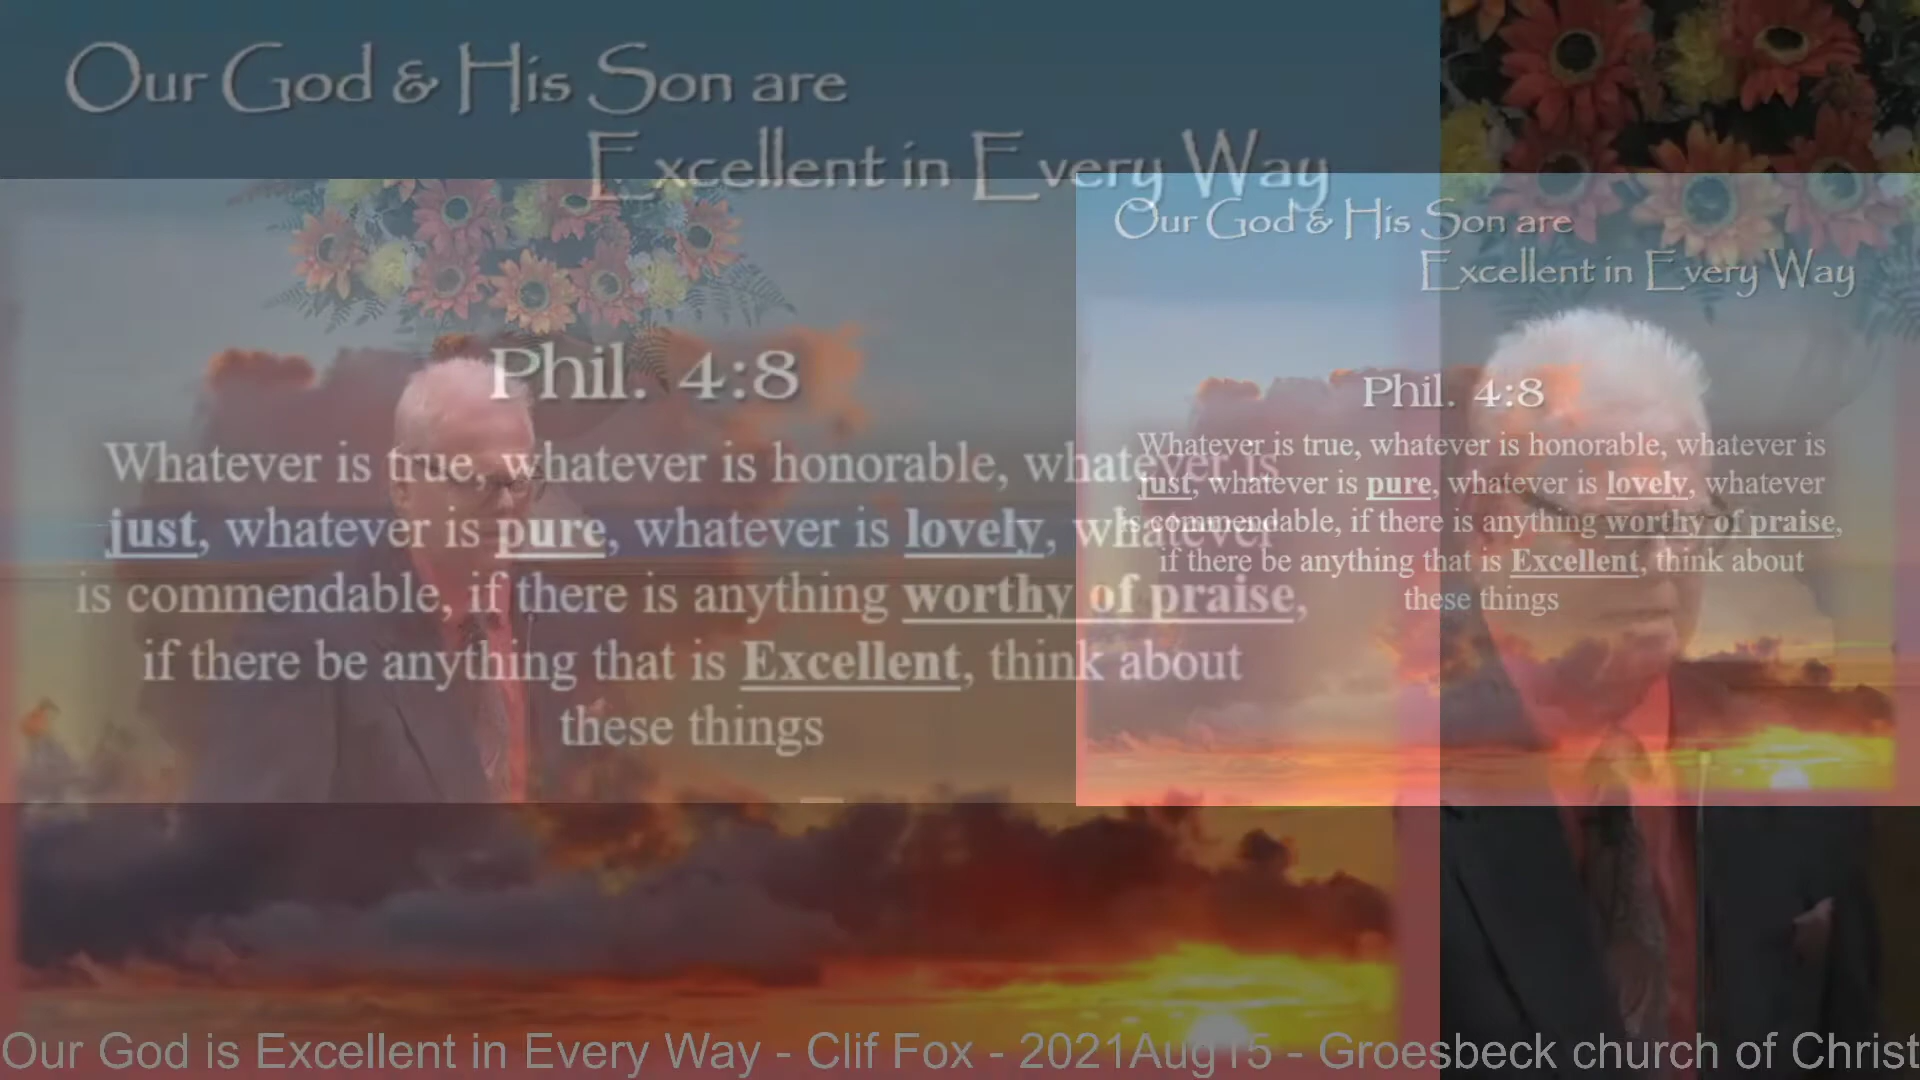 Our God & His Son are
Excellent in Every Way
Phil. 4:8
Whatever is true, whatever is honorable, whatever is
just, whatever is pure, whatever is lovely, whatever
is commendable, if there is anything worthy of praise,
if there be anything that is Excellent, think about
these things
Our God & His Son are
Excellent in Every Way
Phil. 4:8
Whatever is true, whatever is honorable, whatever is
just, whatever is pure, whatever is lovely, whatever
is commendable, if there is anything worthy of praise,
if there be anything that is Excellent, think about
these things
Our God is Excellent in Every Way - Clif Fox - 2021Aug15 - Groesbeck church of Christ